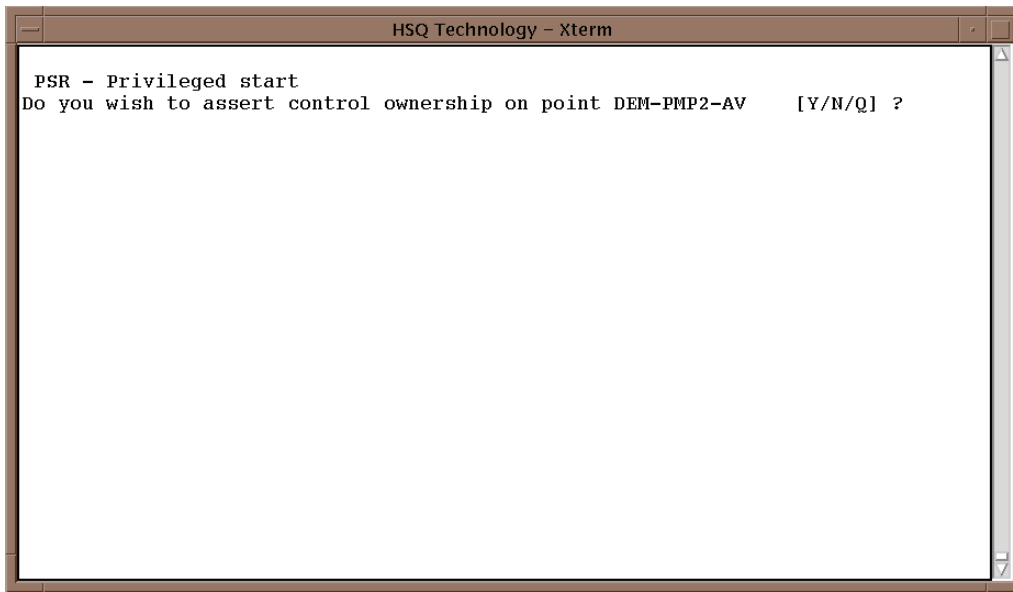 HSQ Technology – Xterm
PSR – Privileged start
Do you wish to assert control ownership on point DEM–PMP2–AV [Y/N/Q] ?